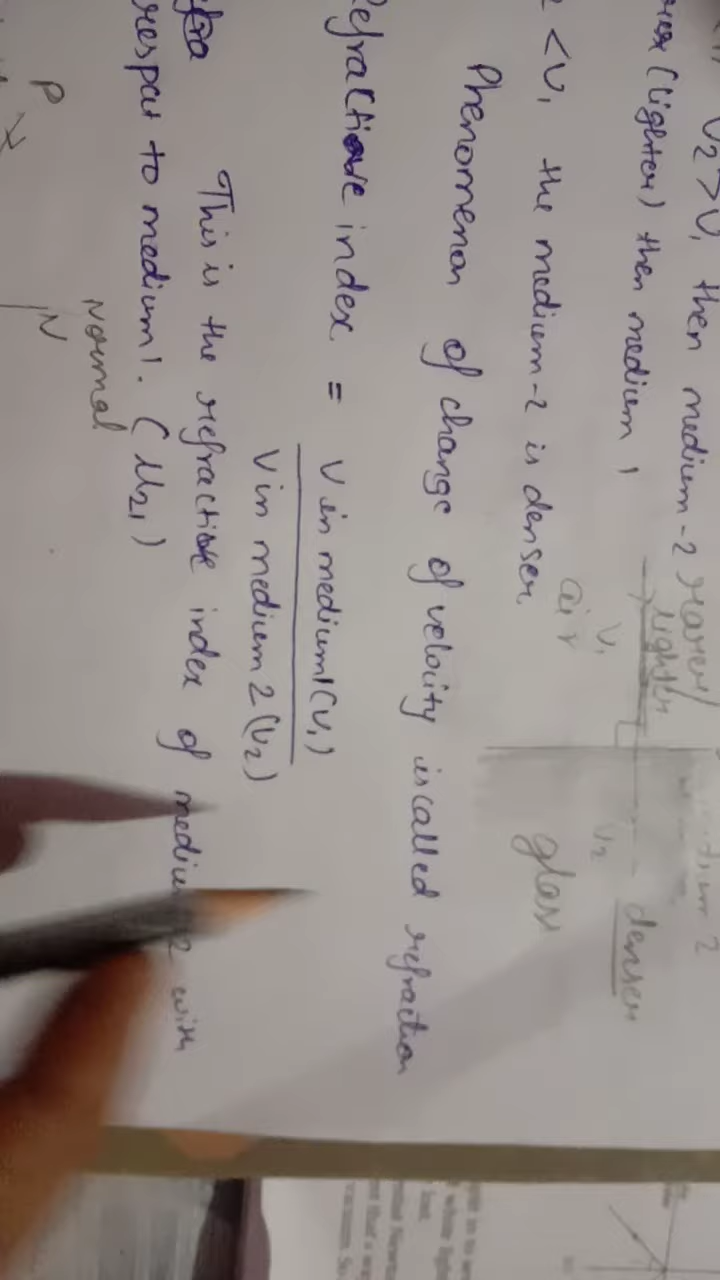 V₂ > V₁ then medium-2 rarer/
lighter
(lighter) then medium 1
< V₁ the medium-2 is denser
air
V₁
V₂
denser
glass
Phenomenon of change of velocity is called refraction
Refractive index = V in medium1 (V₁)
V in medium 2 (V₂)
This is the refractive index of medium 2 with
respect to medium1. (μ₂₁)
Normal
N
P